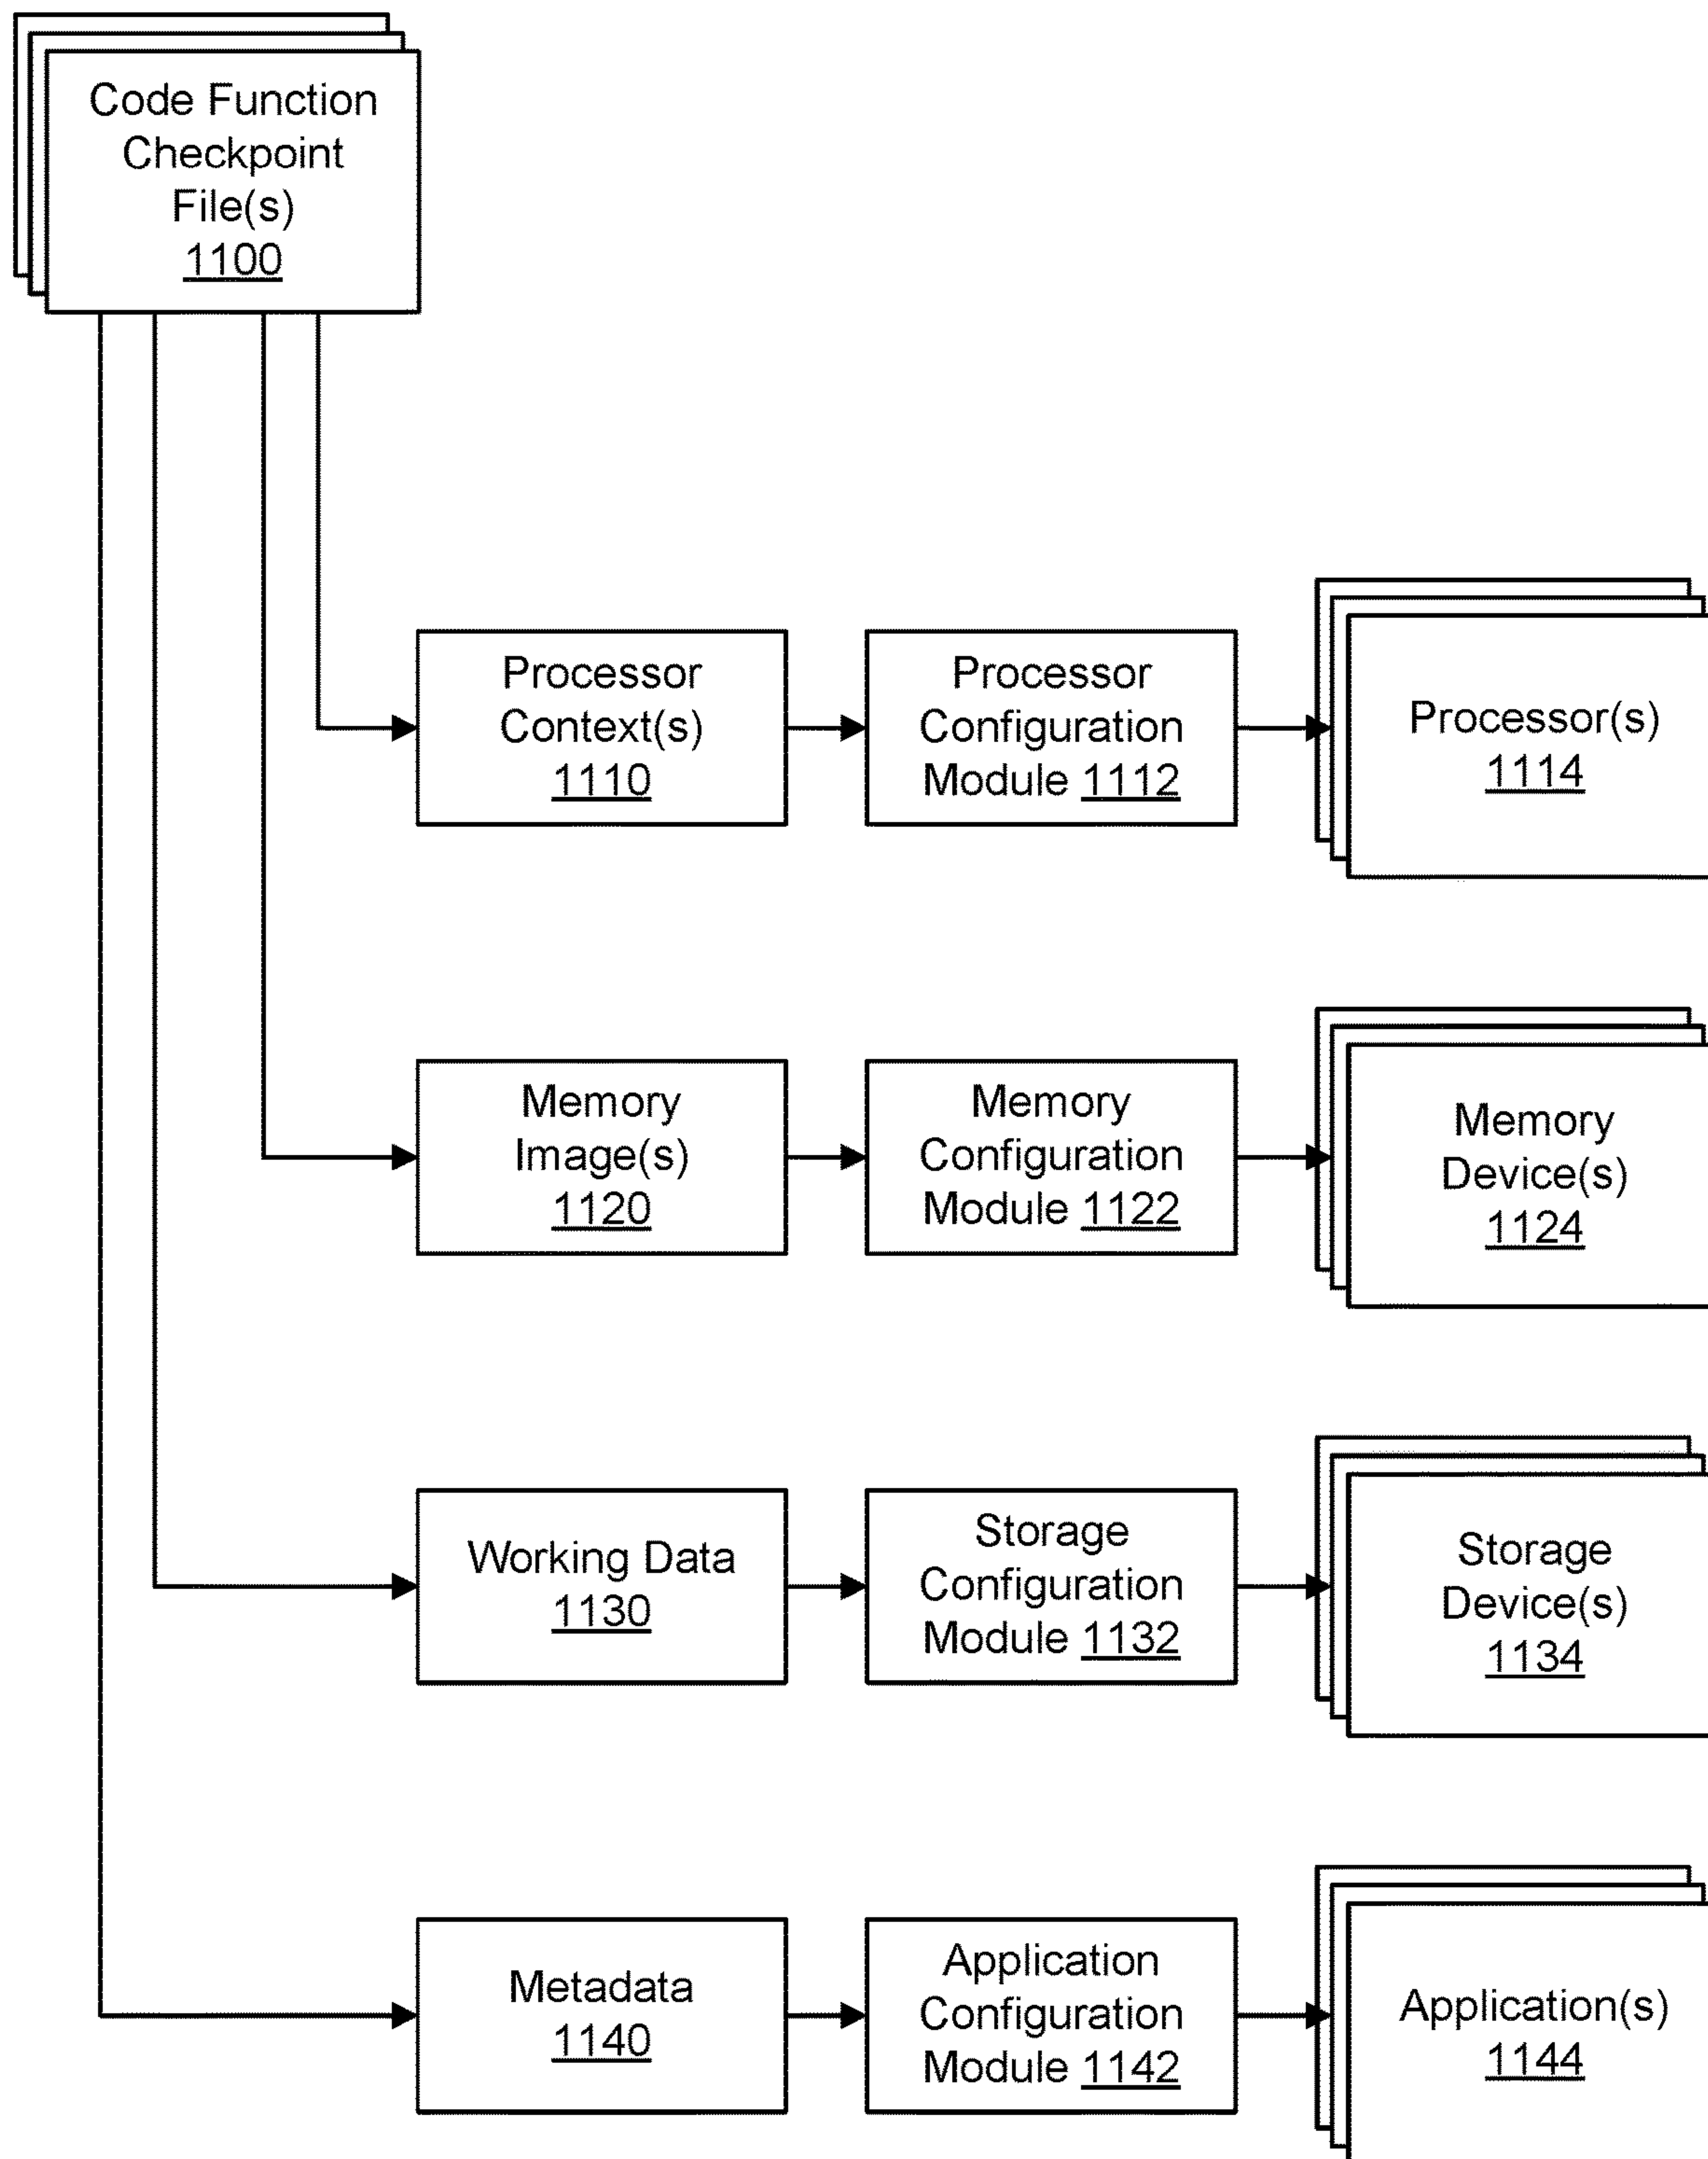 Code Function
Checkpoint
File(s)
1100
Processor
Context(s)
1110
Processor
Configuration
Module 1112
Processor(s)
1114
Memory
Image(s)
1120
Memory
Configuration
Module 1122
Memory
Device(s)
1124
Working Data
1130
Storage
Configuration
Module 1132
Storage
Device(s)
1134
Metadata
1140
Application
Configuration
Module 1142
Application(s)
1144